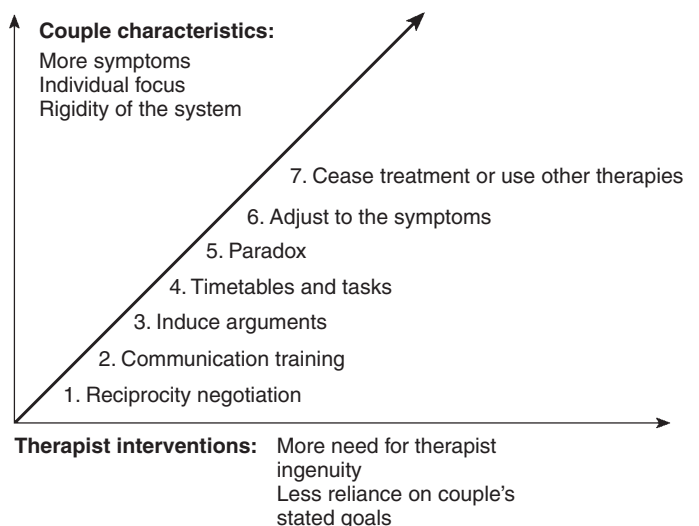 Couple characteristics:
More symptoms
Individual focus
Rigidity of the system
7. Cease treatment or use other therapies
6. Adjust to the symptoms
5. Paradox
4. Timetables and tasks
3. Induce arguments
2. Communication training
1. Reciprocity negotiation
Therapist interventions: More need for therapist
ingenuity
Less reliance on couple's
stated goals